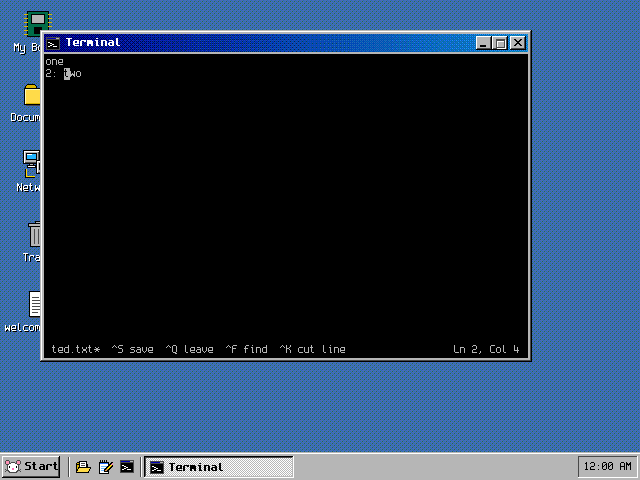 My Bo
Terminal
one
2: two
Docum
Netw
Tra
welcom
ted.txt* ^S save ^Q leave ^F find ^K cut line Ln 2, Col 4
Start
Terminal
12:00 AM